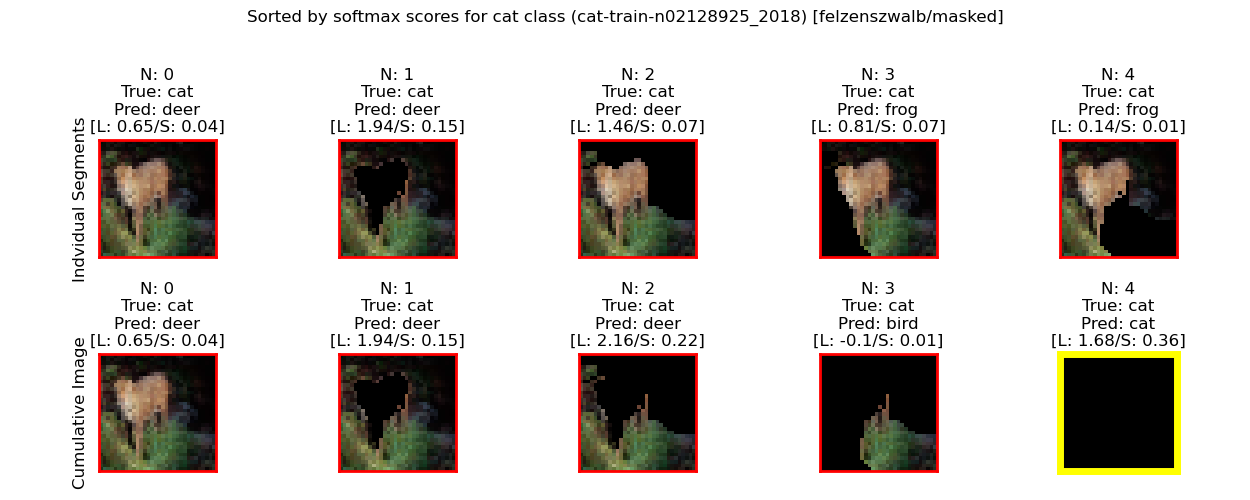 Sorted by softmax scores for cat class (cat-train-n02128925_2018) [felzenszwalb/masked]
Indvidual Segments
N: 0
True: cat
Pred: deer
[L: 0.65/S: 0.04]
N: 1
True: cat
Pred: deer
[L: 1.94/S: 0.15]
N: 2
True: cat
Pred: deer
[L: 1.46/S: 0.07]
N: 3
True: cat
Pred: frog
[L: 0.81/S: 0.07]
N: 4
True: cat
Pred: frog
[L: 0.14/S: 0.01]
Cumulative Image
N: 0
True: cat
Pred: deer
[L: 0.65/S: 0.04]
N: 1
True: cat
Pred: deer
[L: 1.94/S: 0.15]
N: 2
True: cat
Pred: deer
[L: 2.16/S: 0.22]
N: 3
True: cat
Pred: bird
[L: -0.1/S: 0.01]
N: 4
True: cat
Pred: cat
[L: 1.68/S: 0.36]